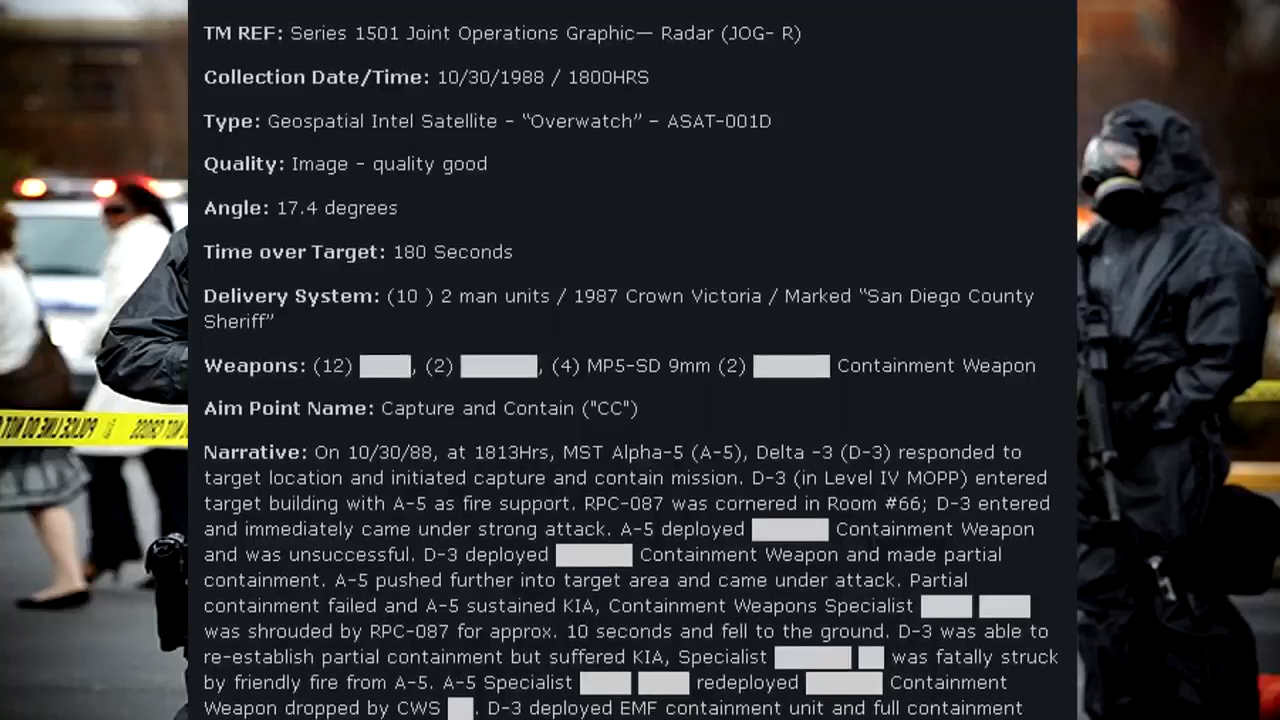 TM REF: Series 1501 Joint Operations Graphic— Radar (JOG- R)
Collection Date/Time: 10/30/1988 / 1800HRS
Type: Geospatial Intel Satellite - “Overwatch” - ASAT-001D
Quality: Image - quality good
Angle: 17.4 degrees
Time over Target: 180 Seconds
Delivery System: (10 ) 2 man units / 1987 Crown Victoria / Marked “San Diego County
Sheriff”
Weapons: (12) , (2) , (4) MP5-SD 9mm (2) Containment Weapon
Aim Point Name: Capture and Contain ("CC")
Narrative: On 10/30/88, at 1813Hrs, MST Alpha-5 (A-5), Delta -3 (D-3) responded to
target location and initiated capture and contain mission. D-3 (in Level IV MOPP) entered
target building with A-5 as fire support. RPC-087 was cornered in Room #66; D-3 entered
and immediately came under strong attack. A-5 deployed Containment Weapon
and was unsuccessful. D-3 deployed Containment Weapon and made partial
containment. A-5 pushed further into target area and came under attack. Partial
containment failed and A-5 sustained KIA, Containment Weapons Specialist
was shrouded by RPC-087 for approx. 10 seconds and fell to the ground. D-3 was able to
re-establish partial containment but suffered KIA, Specialist was fatally struck
by friendly fire from A-5. A-5 Specialist redeployed Containment
Weapon dropped by CWS . D-3 deployed EMF containment unit and full containment